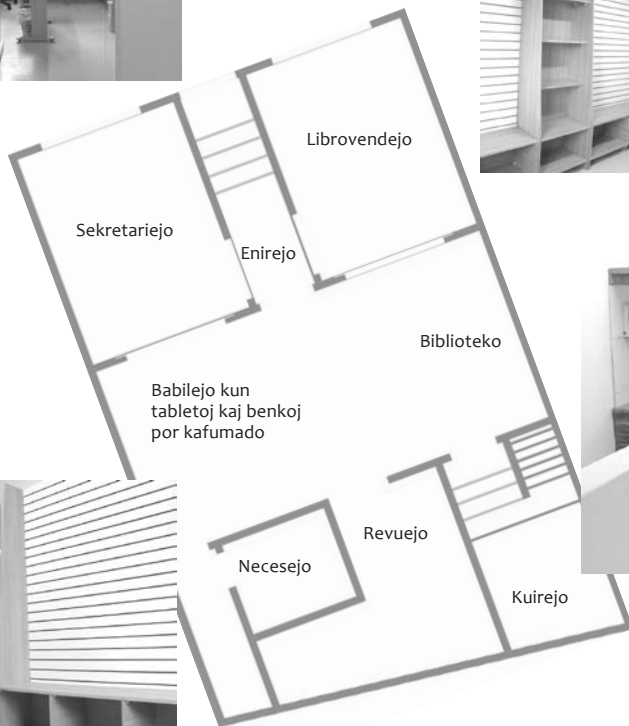 Librovendejo
Sekretariejo
Enirejo
Biblioteko
Babilejo kun
tabletoj kaj benkoj
por kafumado
Revuejo
Necesejo
Kuirejo